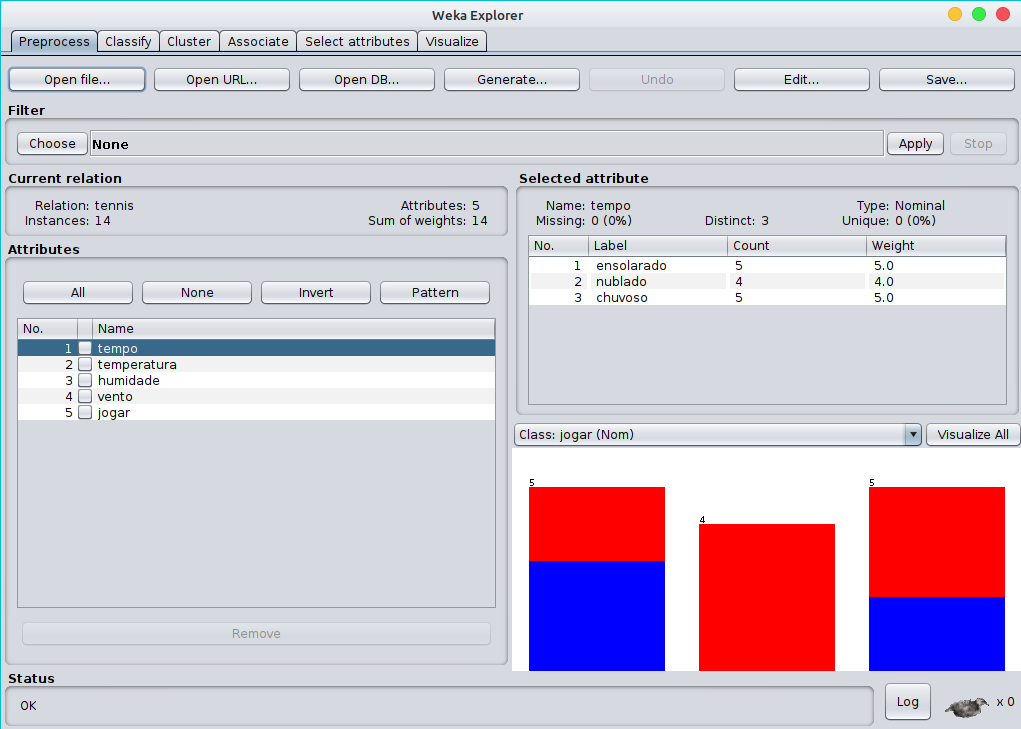 Weka Explorer
Preprocess Classify Cluster Associate Select attributes Visualize
Open file... Open URL... Open DB... Generate... Undo Edit... Save...
Filter
Choose None Apply Stop
Current relation
Relation: tennis Attributes: 5
Instances: 14 Sum of weights: 14
Attributes
All None Invert Pattern
No. Name
1 tempo
2 temperatura
3 humidade
4 vento
5 jogar
Remove
Selected attribute
Name: tempo Type: Nominal
Missing: 0 (0%) Distinct: 3 Unique: 0 (0%)
No. Label Count Weight
1 ensolarado 5 5.0
2 nublado 4 4.0
3 chuvoso 5 5.0
Class: jogar (Nom) Visualize All
5 4 5
Status
OK Log x 0